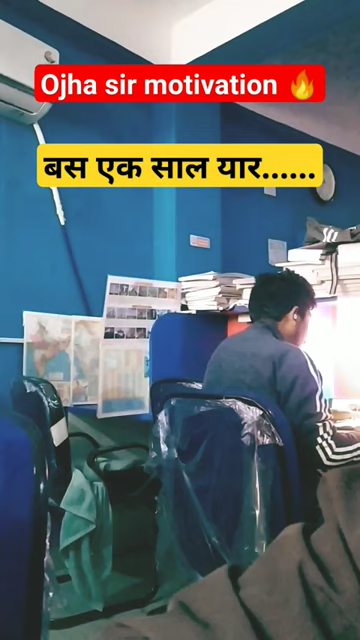 Ojha sir motivation 🔥
बस एक साल यार......